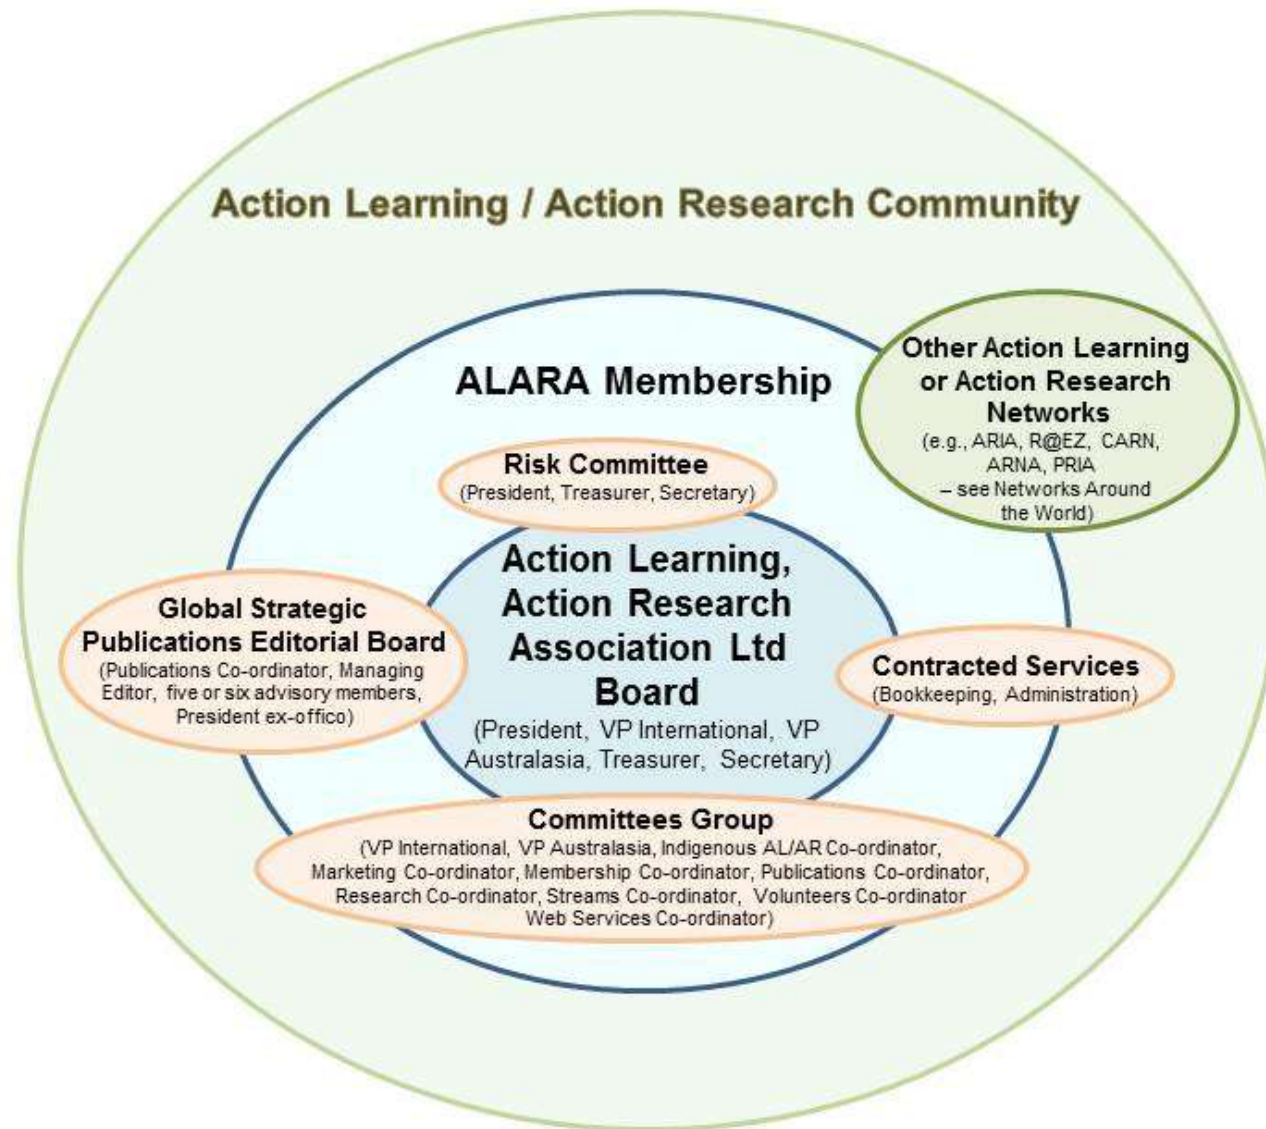 Action Learning / Action Research Community
Other Action Learning
or Action Research
Networks
(e.g., ARIA, R@EZ, CARN,
ARNA, PRIA
– see Networks Around
the World)
ALARA Membership
Risk Committee
(President, Treasurer, Secretary)
Action Learning,
Action Research
Association Ltd
Board
(President, VP International, VP
Australasia, Treasurer, Secretary)
Global Strategic
Publications Editorial Board
(Publications Co-ordinator, Managing
Editor, five or six advisory members,
President ex-offico)
Contracted Services
(Bookkeeping, Administration)
Committees Group
(VP International, VP Australasia, Indigenous AL/AR Co-ordinator,
Marketing Co-ordinator, Membership Co-ordinator, Publications Co-ordinator,
Research Co-ordinator, Streams Co-ordinator, Volunteers Co-ordinator
Web Services Co-ordinator)